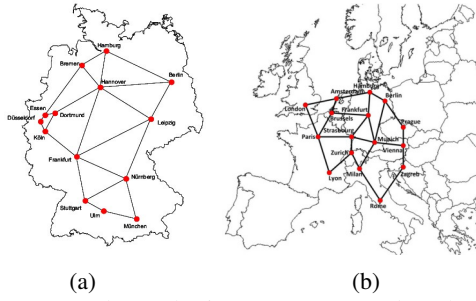 Hamburg
Bremen
Hannover
Berlin
Essen
Dortmund
Düsseldorf
Leipzig
Köln
Frankfurt
Nürnberg
Stuttgart
Ulm
München
(a)
Hamburg
Amsterdam
Berlin
London
Frankfurt
Brussels
Prague
Strasbourg
Paris
Munich
Vienna
Zurich
Zagreb
Lyon
Milan
Rome
(b)